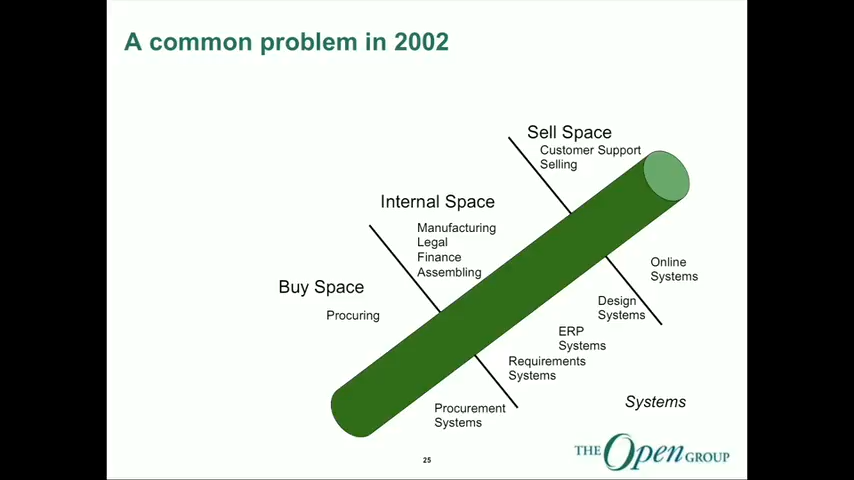 A common problem in 2002
Sell Space
Customer Support
Selling
Internal Space
Manufacturing
Legal
Finance
Assembling
Buy Space
Procuring
Online
Systems
Design
Systems
ERP
Systems
Requirements
Systems
Procurement
Systems
Systems
25
THE Open GROUP